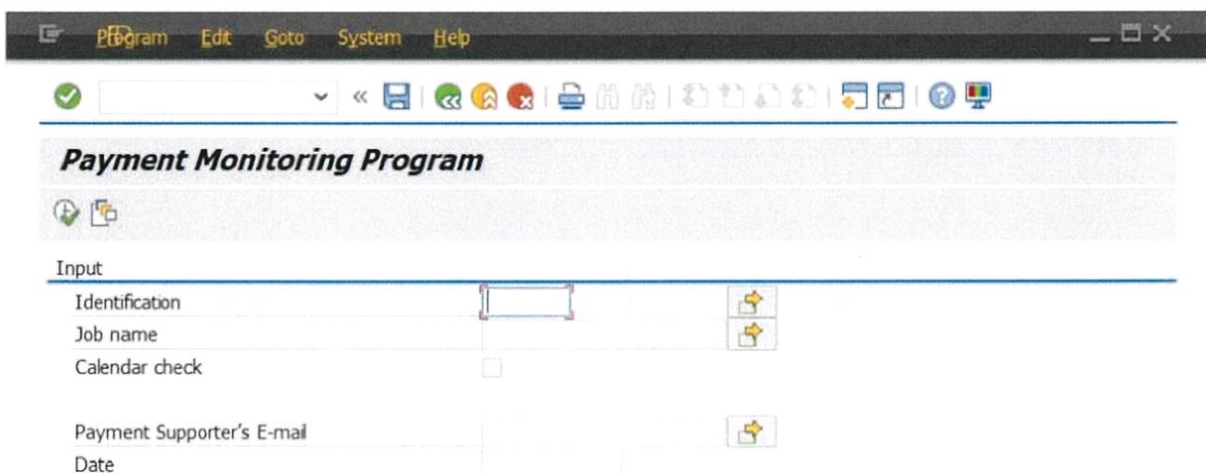 Program Edit Goto System Help
Payment Monitoring Program
Input
Identification
Job name
Calendar check
Payment Supporter's E-mail
Date